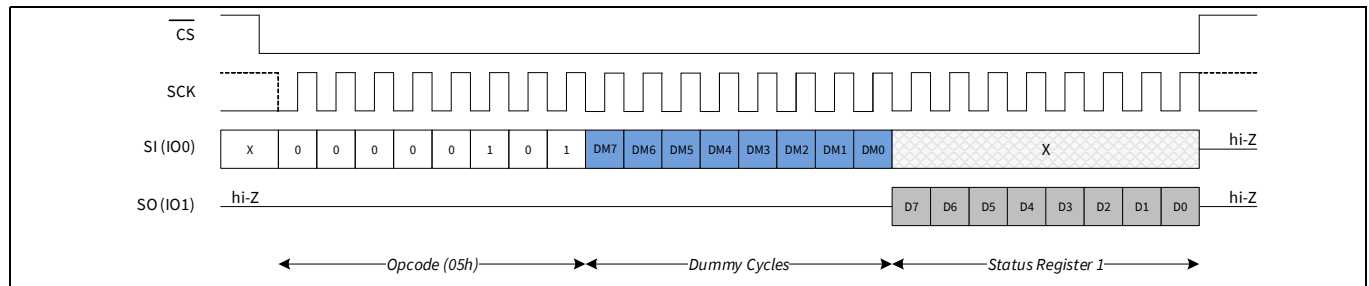 CS
SCK
SI (IO0) X 0 0 0 0 0 1 0 1 DM7 DM6 DM5 DM4 DM3 DM2 DM1 DM0 X hi-Z
SO (IO1) hi-Z D7 D6 D5 D4 D3 D2 D1 D0 hi-Z
Opcode (05h) Dummy Cycles Status Register 1